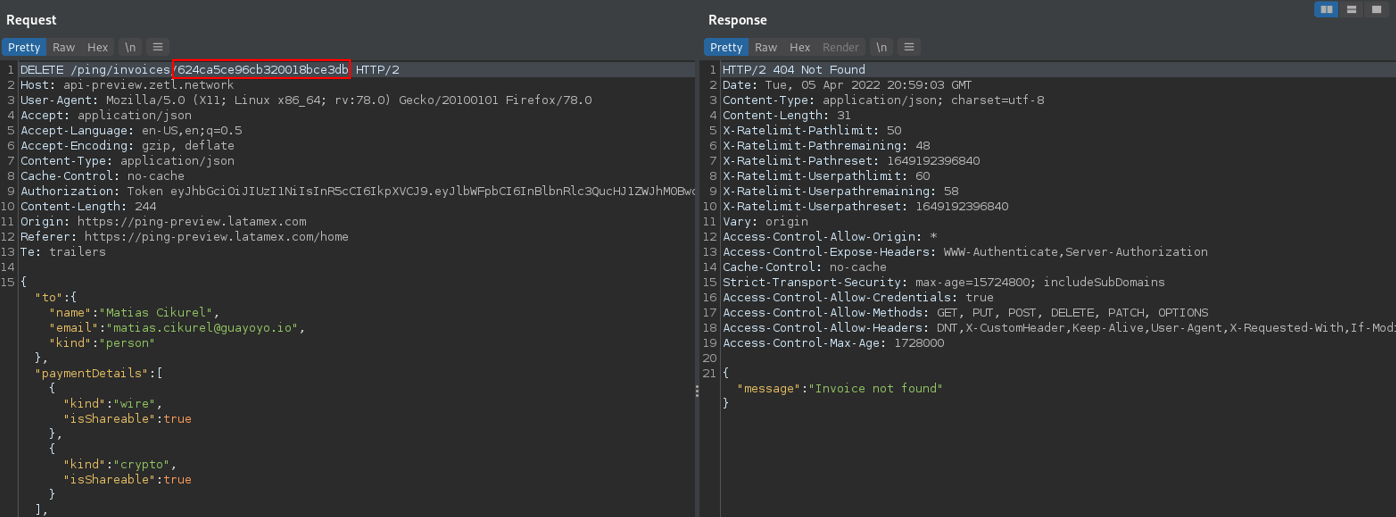 Request
Pretty Raw Hex \n
1 DELETE /ping/invoices/624ca5ce96cb320018bce3db HTTP/2
2 Host: api-preview.zetl.network
3 User-Agent: Mozilla/5.0 (X11; Linux x86_64; rv:78.0) Gecko/20100101 Firefox/78.0
4 Accept: application/json
5 Accept-Language: en-US,en;q=0.5
6 Accept-Encoding: gzip, deflate
7 Content-Type: application/json
8 Cache-Control: no-cache
9 Authorization: Token eyJhbGciOiJIUzI1NiIsInR5cCI6IkpXVCJ9.eyJlbWFpbCI6InBlbnRlc3QucHJ1ZWJhMOBwc
10 Content-Length: 244
11 Origin: https://ping-preview.latamex.com
12 Referer: https://ping-preview.latamex.com/home
13 Te: trailers
14
15 {
"to":{
"name":"Matias Cikurel",
"email":"matias.cikurel@guayoyo.io",
"kind":"person"
},
"paymentDetails":[
{
"kind":"wire",
"isShareable":true
},
{
"kind":"crypto",
"isShareable":true
}
],
Response
Pretty Raw Hex Render \n
1 HTTP/2 404 Not Found
2 Date: Tue, 05 Apr 2022 20:59:03 GMT
3 Content-Type: application/json; charset=utf-8
4 Content-Length: 31
5 X-Ratelimit-Pathlimit: 50
6 X-Ratelimit-Pathremaining: 48
7 X-Ratelimit-Pathreset: 1649192396840
8 X-Ratelimit-Userpathlimit: 60
9 X-Ratelimit-Userpathremaining: 58
10 X-Ratelimit-Userpathreset: 1649192396840
11 Vary: origin
12 Access-Control-Allow-Origin: *
13 Access-Control-Expose-Headers: WWW-Authenticate,Server-Authorization
14 Cache-Control: no-cache
15 Strict-Transport-Security: max-age=15724800; includeSubDomains
16 Access-Control-Allow-Credentials: true
17 Access-Control-Allow-Methods: GET, PUT, POST, DELETE, PATCH, OPTIONS
18 Access-Control-Allow-Headers: DNT,X-CustomHeader,Keep-Alive,User-Agent,X-Requested-With,If-Modi
19 Access-Control-Max-Age: 1728000
20
21 {
"message":"Invoice not found"
}